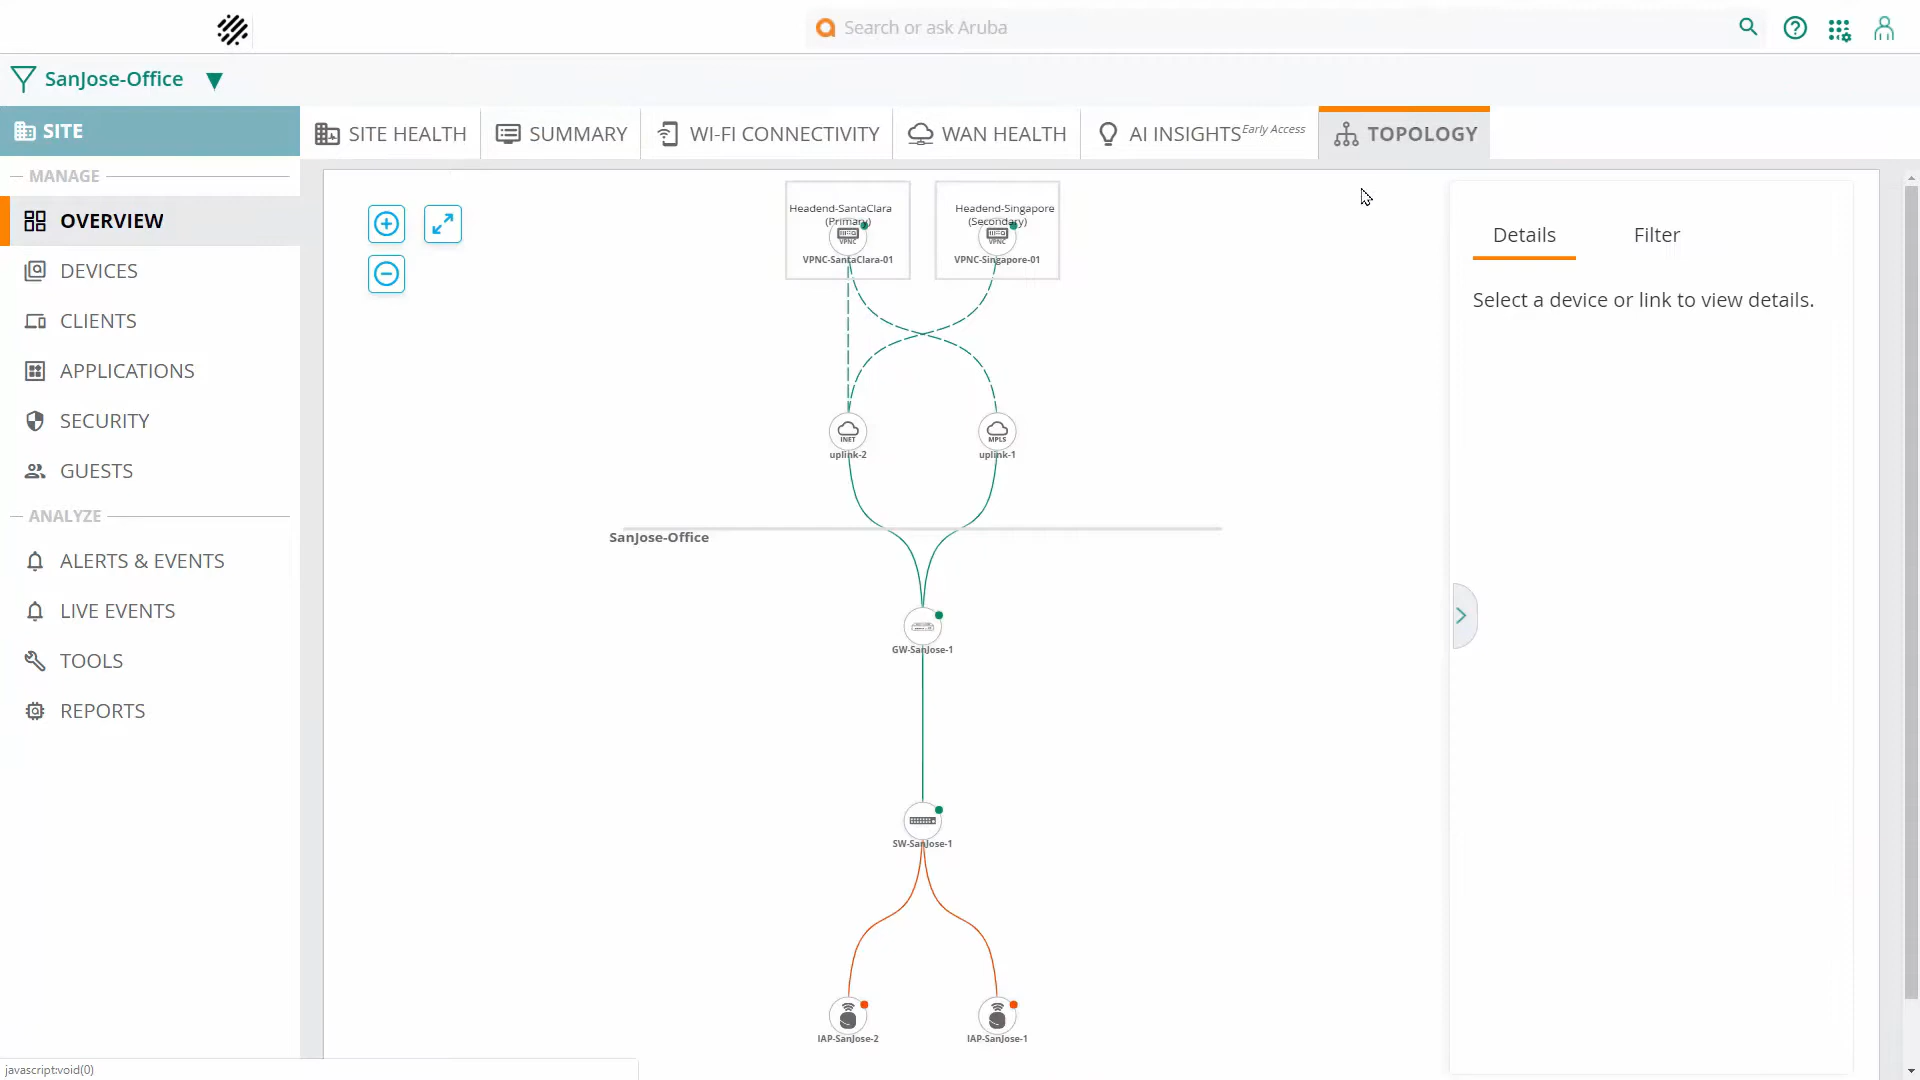 Search or ask Aruba
SanJose-Office
SITE
SITE HEALTH
SUMMARY
WI-FI CONNECTIVITY
WAN HEALTH
AI INSIGHTS Early Access
TOPOLOGY
MANAGE
OVERVIEW
DEVICES
CLIENTS
APPLICATIONS
SECURITY
GUESTS
ANALYZE
ALERTS & EVENTS
LIVE EVENTS
TOOLS
REPORTS
Headend-SantaClara
(Primary)
VPNC
VPNC-SantaClara-01
Headend-Singapore
(Secondary)
VPNC
VPNC-Singapore-01
INET
uplink-2
MPLS
uplink-1
SanJose-Office
GW-SanJose-1
SW-SanJose-1
IAP-SanJose-2
IAP-SanJose-1
Details
Filter
Select a device or link to view details.
javascript:void(0)